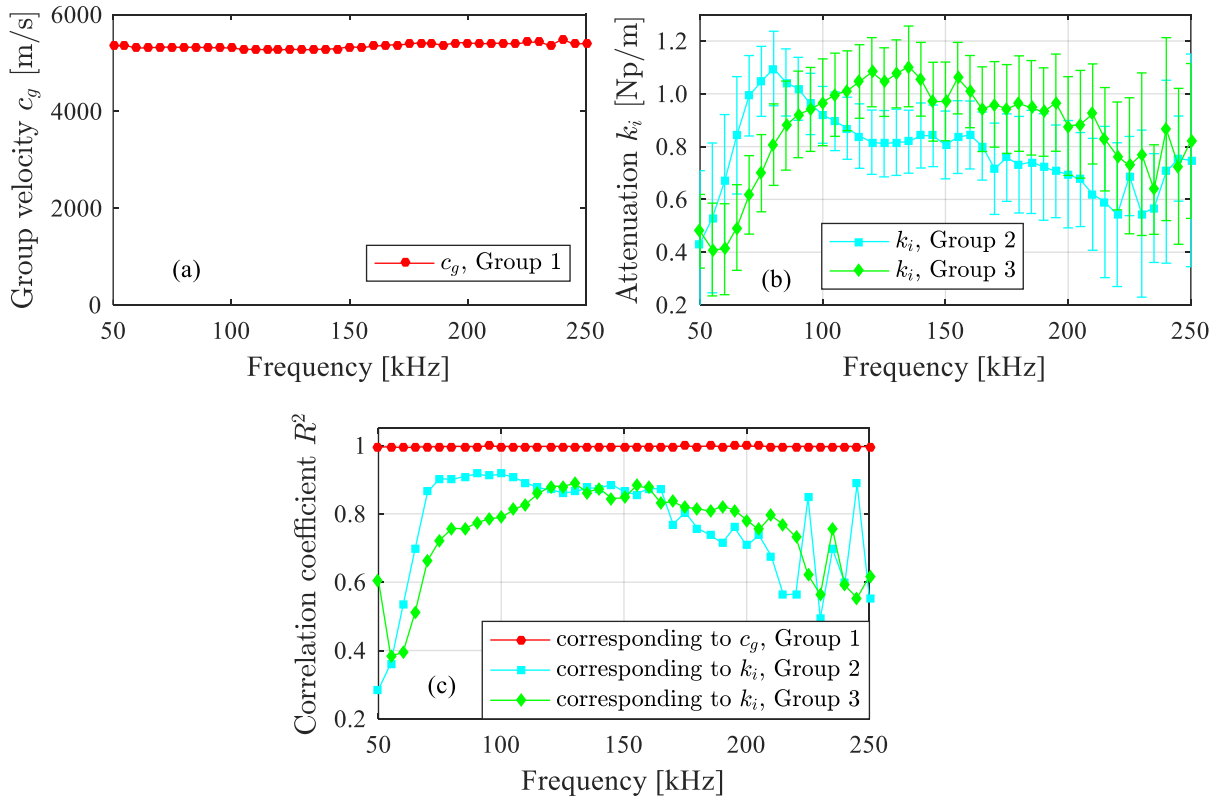 6000
4000
2000
0
Group velocity c_g [m/s]
c_g, Group 1
(a)
50 100 150 200 250
Frequency [kHz]
1.2
1.0
0.8
0.6
0.4
0.2
Attenuation k_i [Np/m]
k_i, Group 2
k_i, Group 3
(b)
50 100 150 200 250
Frequency [kHz]
1
0.8
0.6
0.4
0.2
Correlation coefficient R²
corresponding to c_g, Group 1
corresponding to k_i, Group 2
corresponding to k_i, Group 3
(c)
50 100 150 200 250
Frequency [kHz]